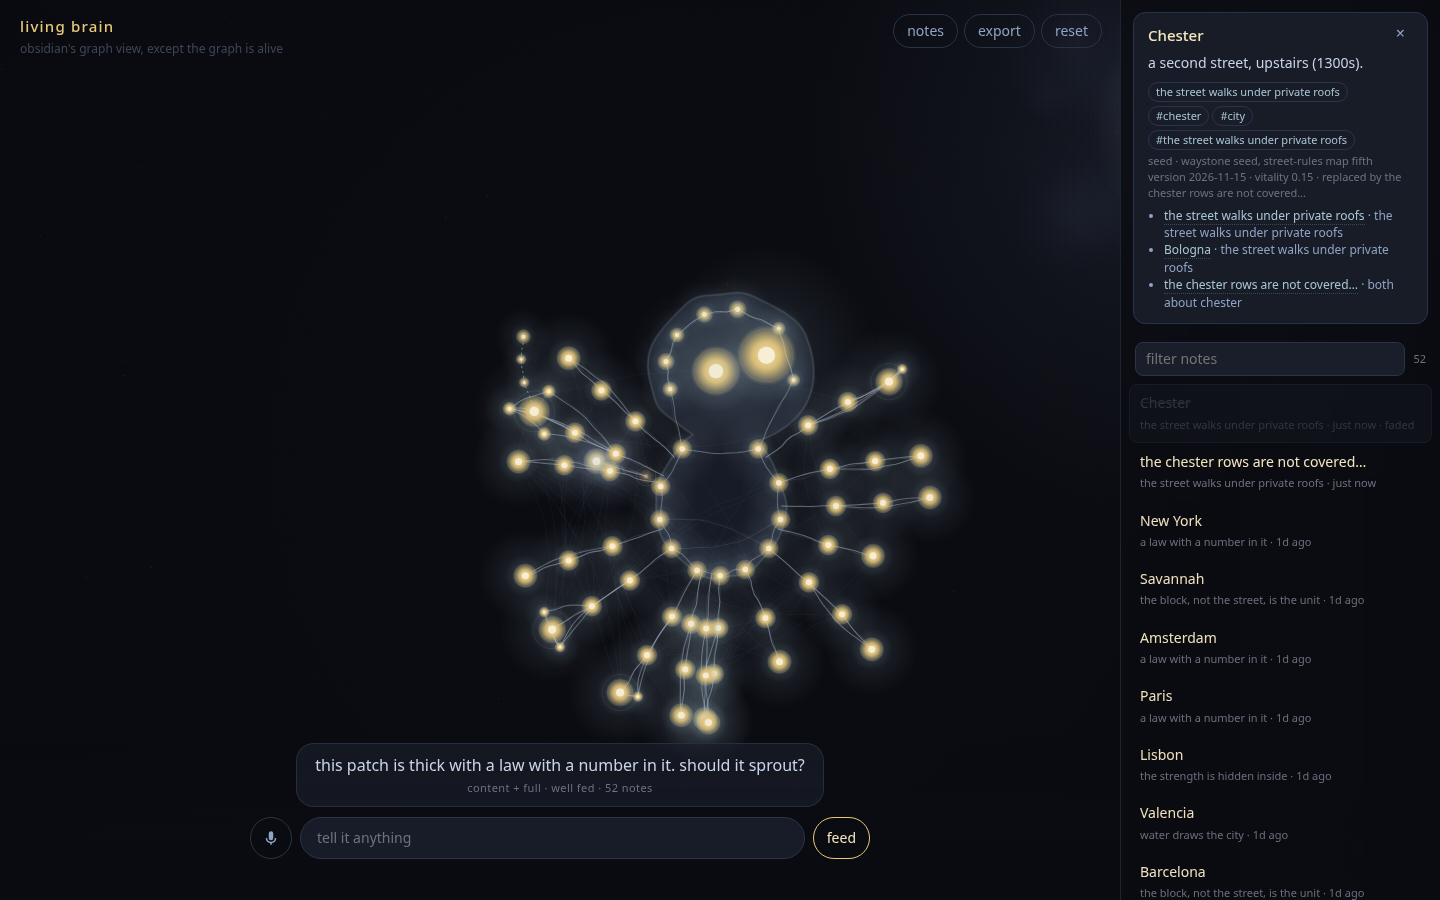 living brain
obsidian's graph view, except the graph is alive
notes
export
reset
Chester
×
a second street, upstairs (1300s).
the street walks under private roofs
#chester
#city
#the street walks under private roofs
seed · waystone seed, street-rules map fifth
version 2026-11-15 · vitality 0.15 · replaced by the
chester rows are not covered…
• the street walks under private roofs · the
street walks under private roofs
• Bologna · the street walks under private
roofs
• the chester rows are not covered… · both
about chester
filter notes
52
Chester
the street walks under private roofs · just now · faded
the chester rows are not covered…
the street walks under private roofs · just now
New York
a law with a number in it · 1d ago
Savannah
the block, not the street, is the unit · 1d ago
Amsterdam
a law with a number in it · 1d ago
Paris
a law with a number in it · 1d ago
Lisbon
the strength is hidden inside · 1d ago
Valencia
water draws the city · 1d ago
Barcelona
the block, not the street, is the unit · 1d ago
this patch is thick with a law with a number in it. should it sprout?
content + full · well fed · 52 notes
tell it anything
feed